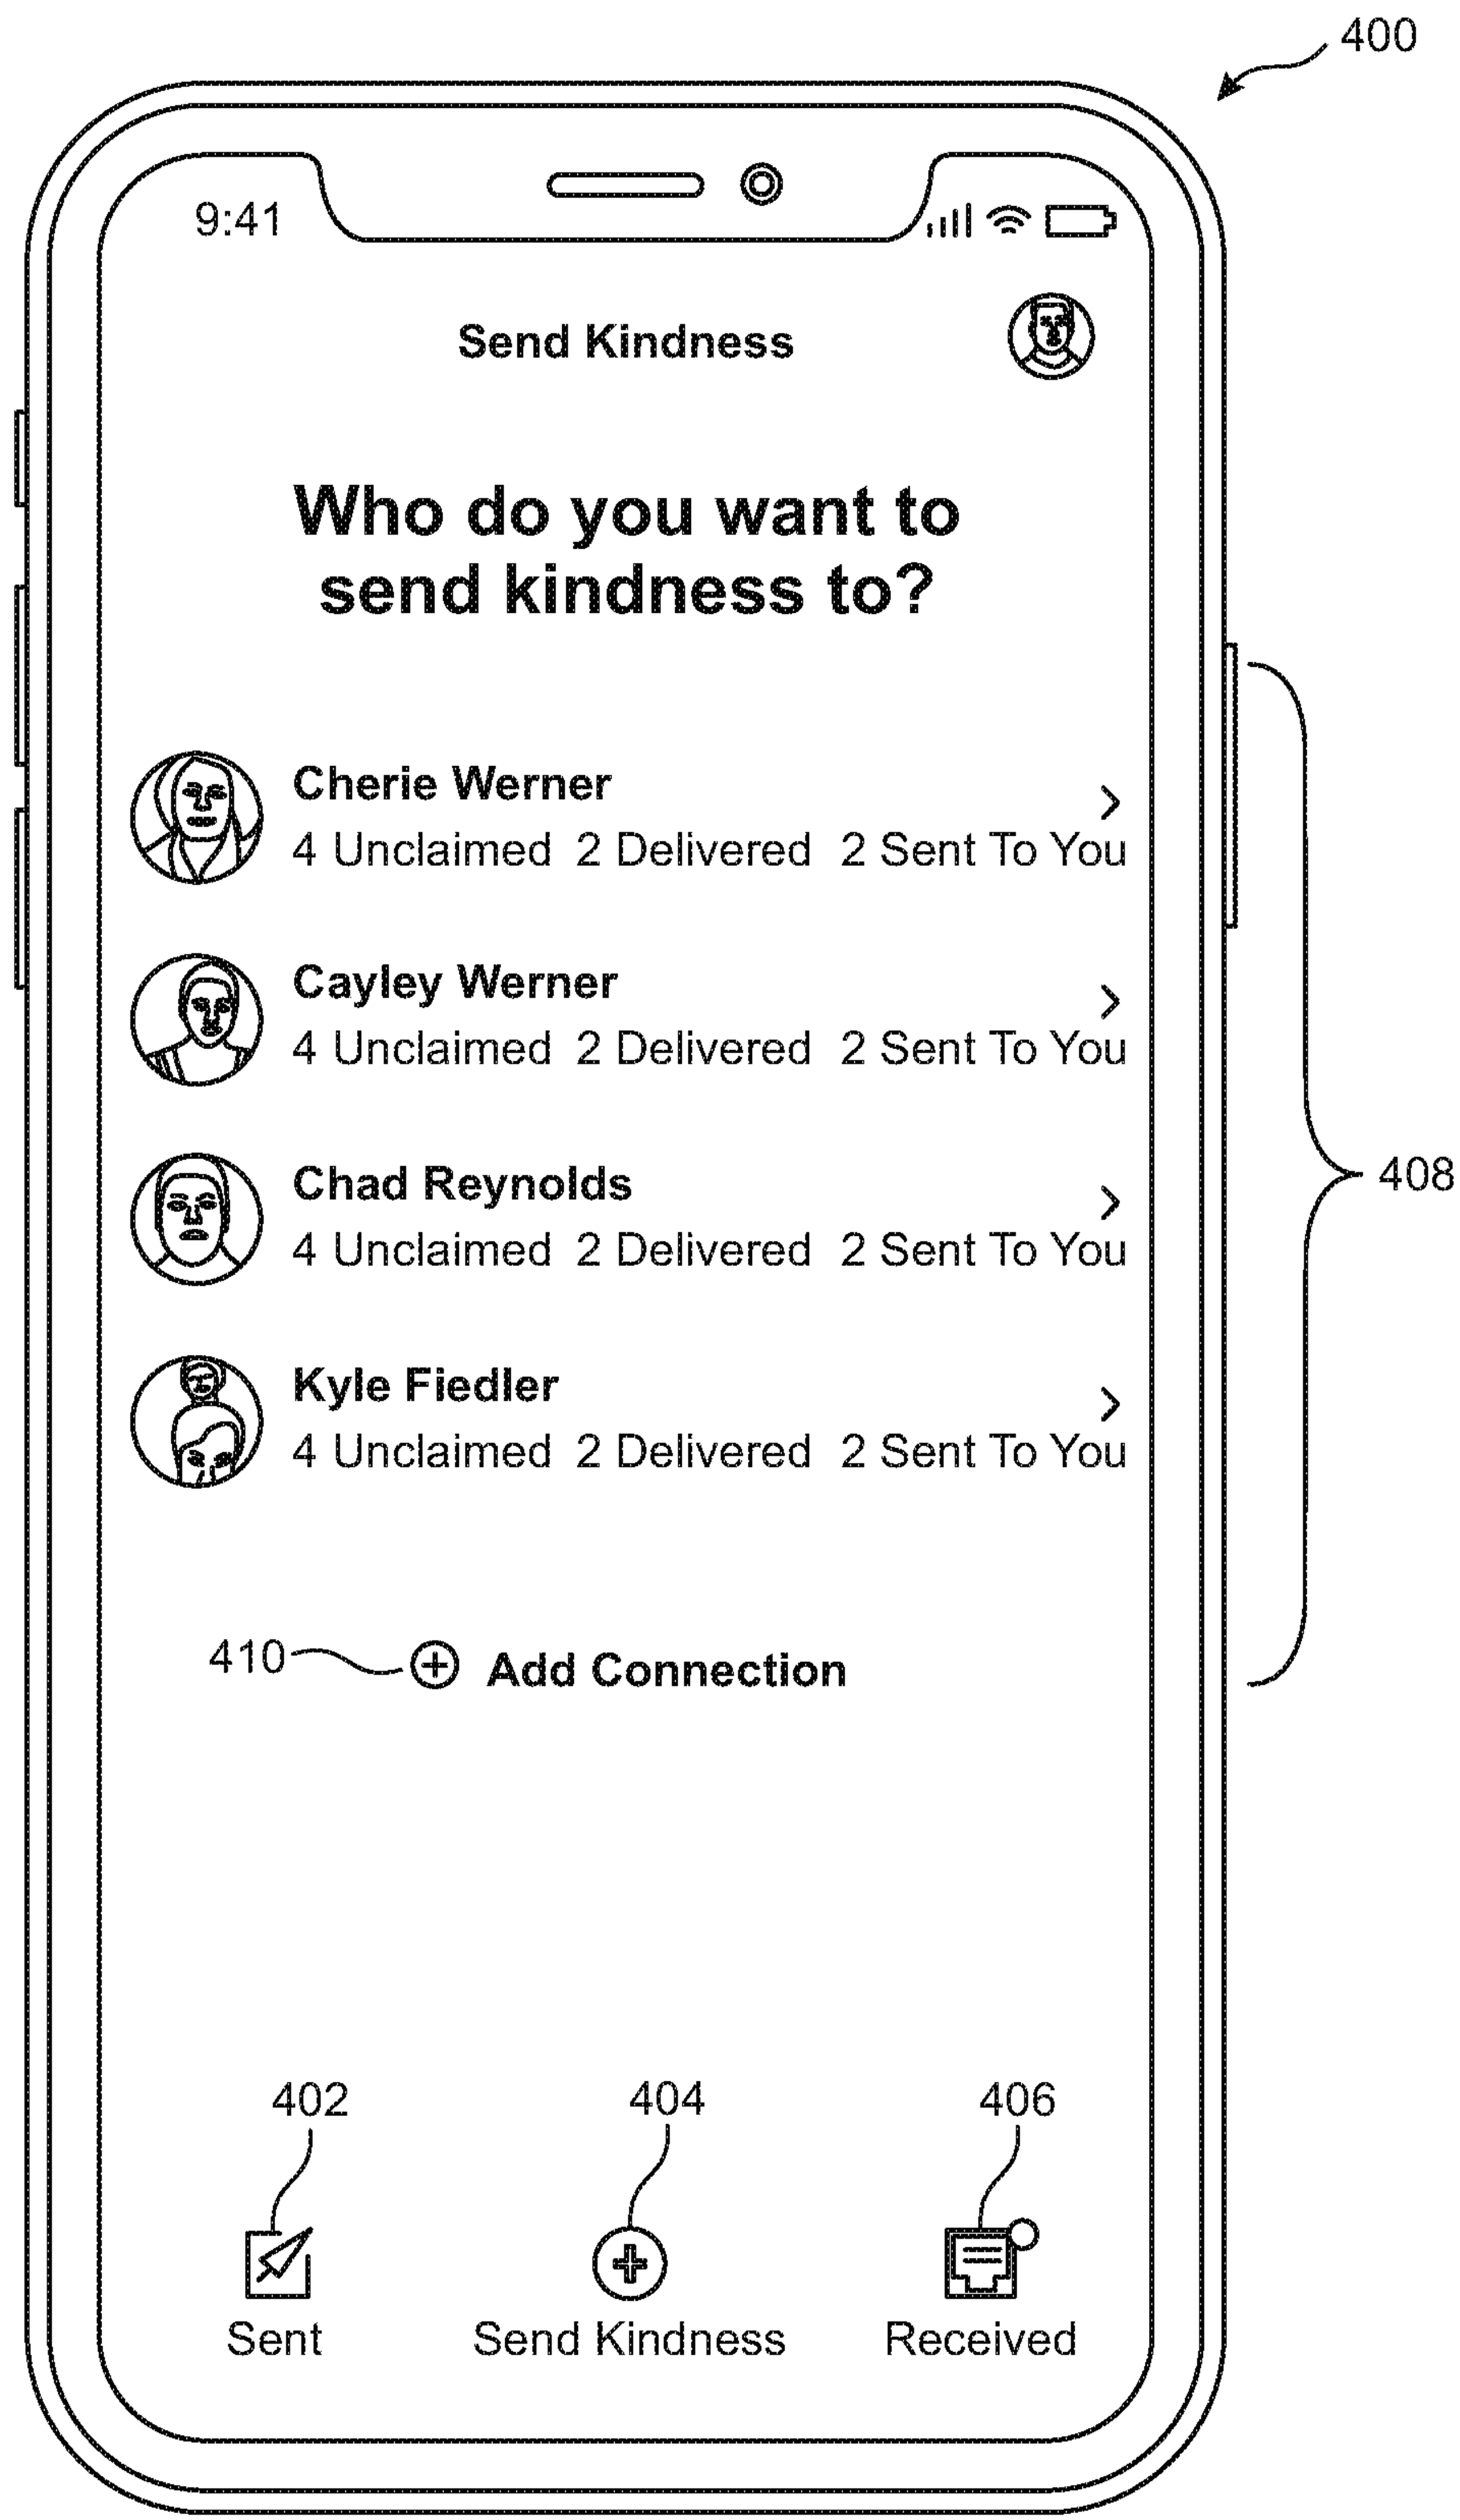 400
9:41
Send Kindness
Who do you want to
send kindness to?
Cherie Werner
4 Unclaimed 2 Delivered 2 Sent To You
Cayley Werner
4 Unclaimed 2 Delivered 2 Sent To You
408
Chad Reynolds
4 Unclaimed 2 Delivered 2 Sent To You
Kyle Fiedler
4 Unclaimed 2 Delivered 2 Sent To You
410 Add Connection
402 404 406
Sent Send Kindness Received